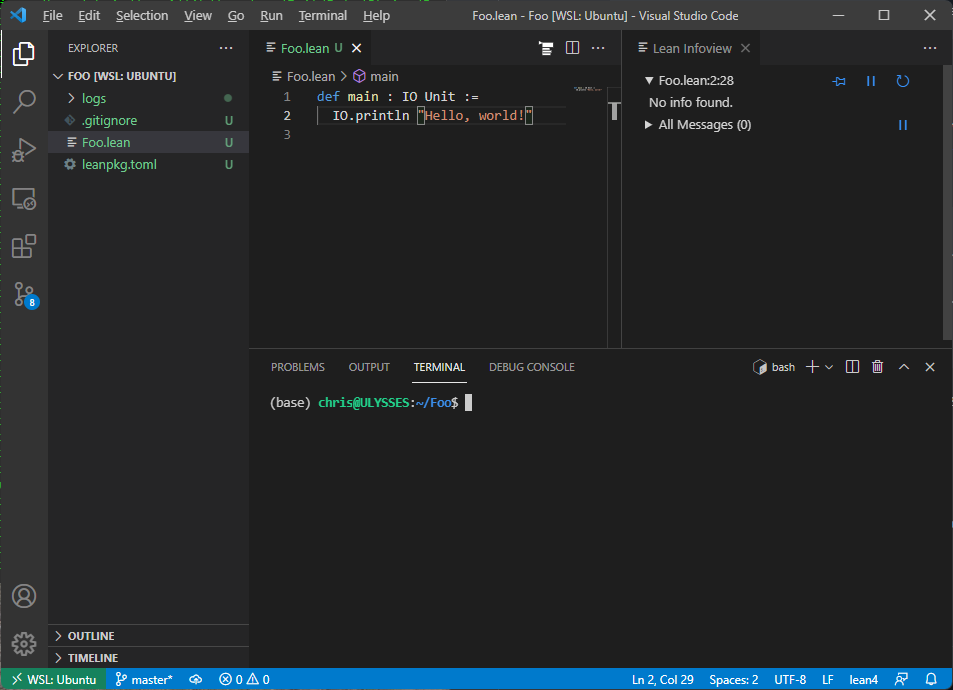 File Edit Selection View Go Run Terminal Help Foo.lean - Foo [WSL: Ubuntu] - Visual Studio Code
EXPLORER
FOO [WSL: UBUNTU]
logs
.gitignore U
Foo.lean U
leanpkg.toml U
OUTLINE
TIMELINE
8
Foo.lean U
Foo.lean > main
1 def main : IO Unit :=
2 IO.println "Hello, world!"
3
Lean Infoview
Foo.lean:2:28
No info found.
All Messages (0)
PROBLEMS OUTPUT TERMINAL DEBUG CONSOLE bash
(base) chris@ULYSSES:~/Foo$
WSL: Ubuntu master* 0 0 Ln 2, Col 29 Spaces: 2 UTF-8 LF lean4